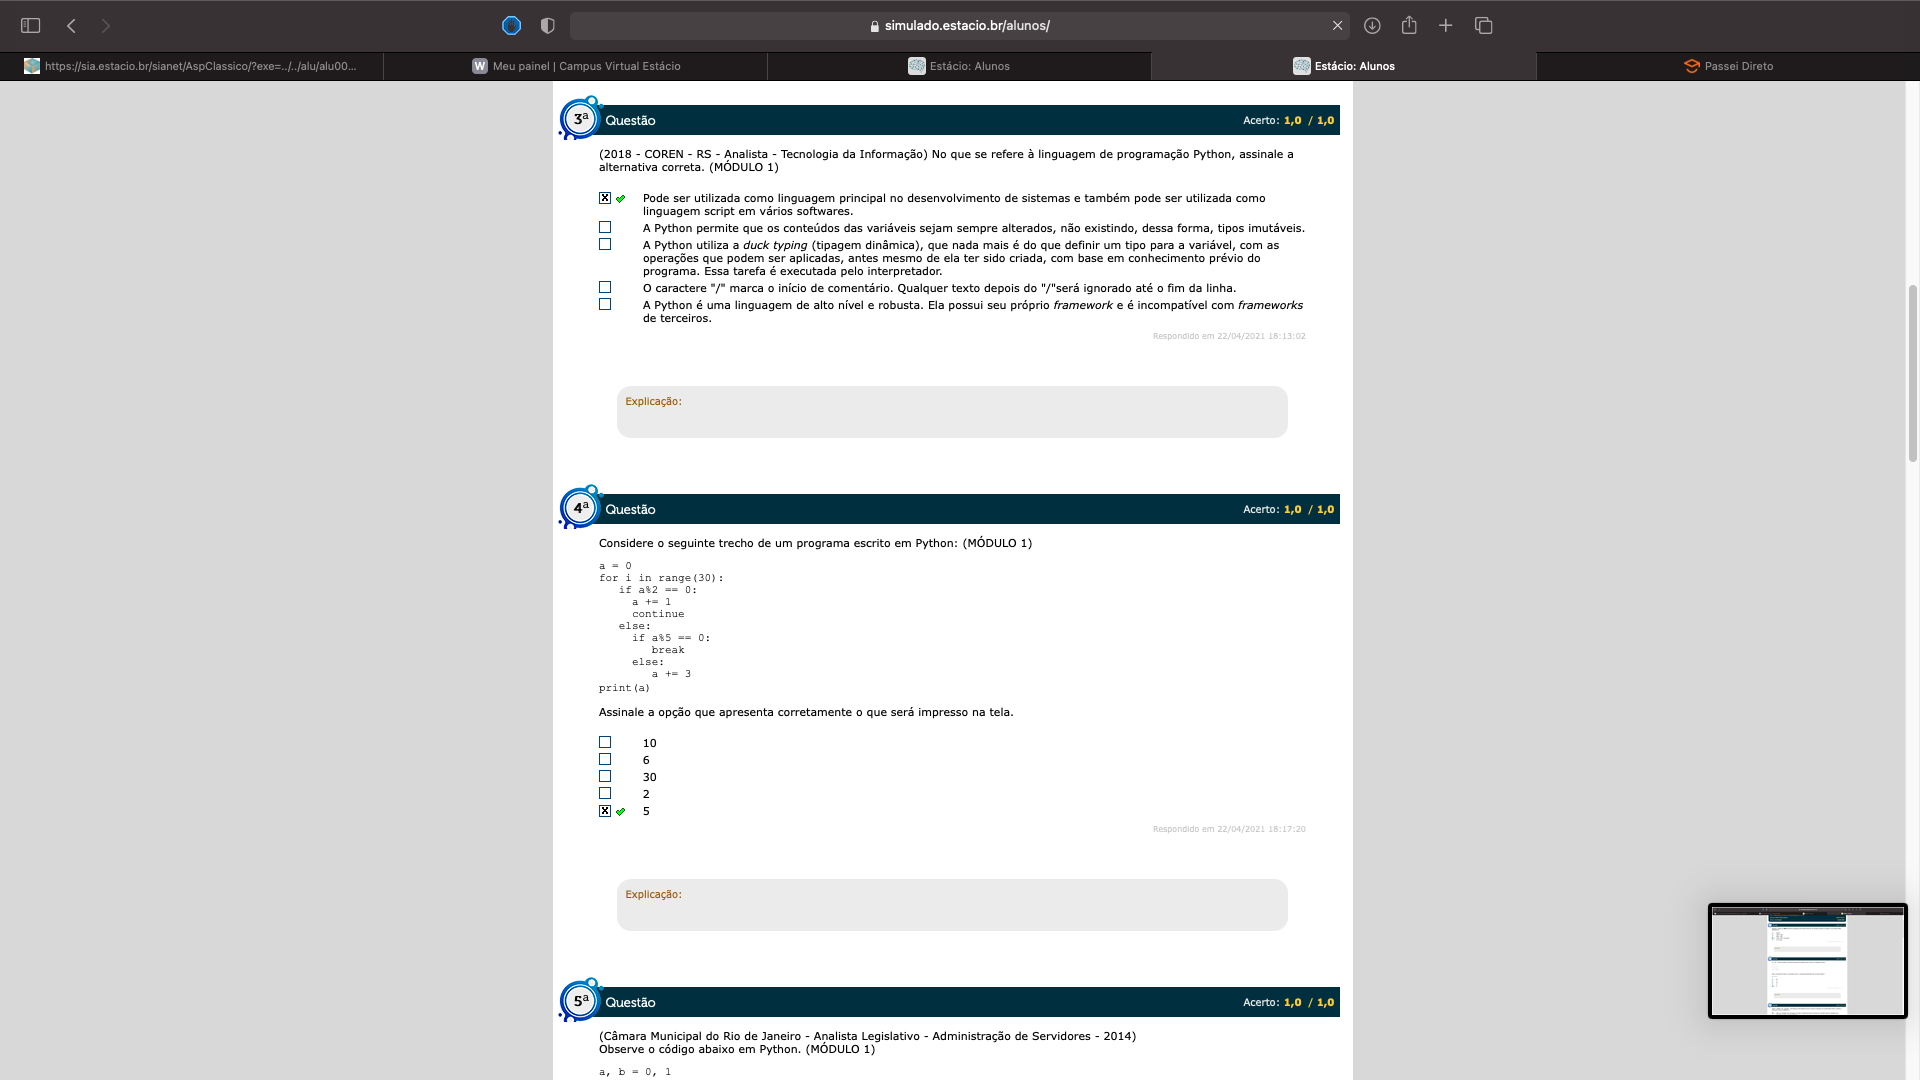 simulado.estacio.br/alunos/
https://sia.estacio.br/sianet/AspClassico/?exe=../../alu/alu00...
W Meu painel | Campus Virtual Estácio
Estácio: Alunos
Estácio: Alunos
Passei Direto
3ª Questão Acerto: 1,0 / 1,0
(2018 - COREN - RS - Analista - Tecnologia da Informação) No que se refere à linguagem de programação Python, assinale a
alternativa correta. (MÓDULO 1)
X Pode ser utilizada como linguagem principal no desenvolvimento de sistemas e também pode ser utilizada como
linguagem script em vários softwares.
A Python permite que os conteúdos das variáveis sejam sempre alterados, não existindo, dessa forma, tipos imutáveis.
A Python utiliza a duck typing (tipagem dinâmica), que nada mais é do que definir um tipo para a variável, com as
operações que podem ser aplicadas, antes mesmo de ela ter sido criada, com base em conhecimento prévio do
programa. Essa tarefa é executada pelo interpretador.
O caractere "/" marca o início de comentário. Qualquer texto depois do "/"será ignorado até o fim da linha.
A Python é uma linguagem de alto nível e robusta. Ela possui seu próprio framework e é incompatível com frameworks
de terceiros.
Respondido em 22/04/2021 18:13:02
Explicação:
4ª Questão Acerto: 1,0 / 1,0
Considere o seguinte trecho de um programa escrito em Python: (MÓDULO 1)
a = 0
for i in range(30):
if a%2 == 0:
a += 1
continue
else:
if a%5 == 0:
break
else:
a += 3
print(a)
Assinale a opção que apresenta corretamente o que será impresso na tela.
10
6
30
2
X 5
Respondido em 22/04/2021 18:17:20
Explicação:
5ª Questão Acerto: 1,0 / 1,0
(Câmara Municipal do Rio de Janeiro - Analista Legislativo - Administração de Servidores - 2014)
Observe o código abaixo em Python. (MÓDULO 1)
a, b = 0, 1